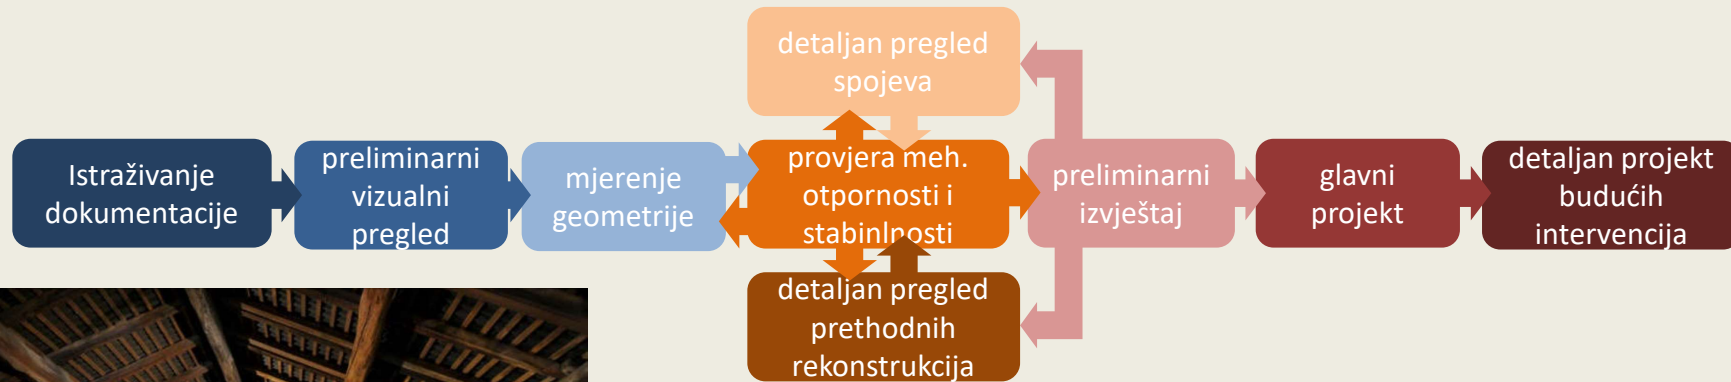 detaljan pregled
spojeva
Istraživanje
dokumentacije
preliminarni
vizualni
pregled
mjerenje
geometrije
provjera meh.
otpornosti i
stabinlnosti
preliminarni
izvještaj
glavni
projekt
detaljan projekt
budućih
intervencija
detaljan pregled
prethodnih
rekonstrukcija